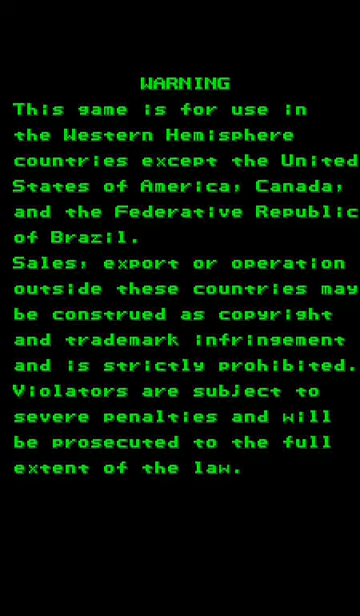 WARNING
This game is for use in
the Western Hemisphere
countries except the United
States of America, Canada,
and the Federative Republic
of Brazil.
Sales, export or operation
outside these countries may
be construed as copyright
and trademark infringement
and is strictly prohibited.
Violators are subject to
severe penalties and will
be prosecuted to the full
extent of the law.